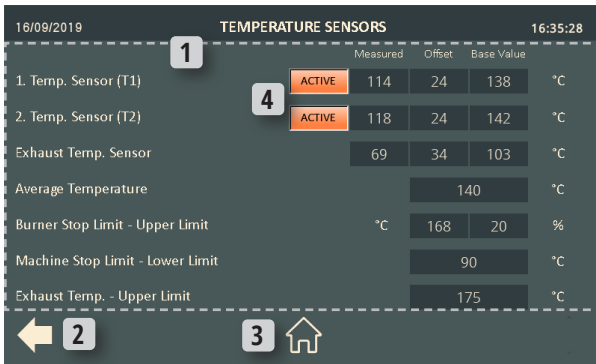 16/09/2019 TEMPERATURE SENSORS 16:35:28
1
Measured Offset Base Value
1. Temp. Sensor (T1) ACTIVE 114 24 138 °C
4
2. Temp. Sensor (T2) ACTIVE 118 24 142 °C
Exhaust Temp. Sensor 69 34 103 °C
Average Temperature 140 °C
Burner Stop Limit - Upper Limit °C 168 20 %
Machine Stop Limit - Lower Limit 90 °C
Exhaust Temp. - Upper Limit 175 °C
2 3